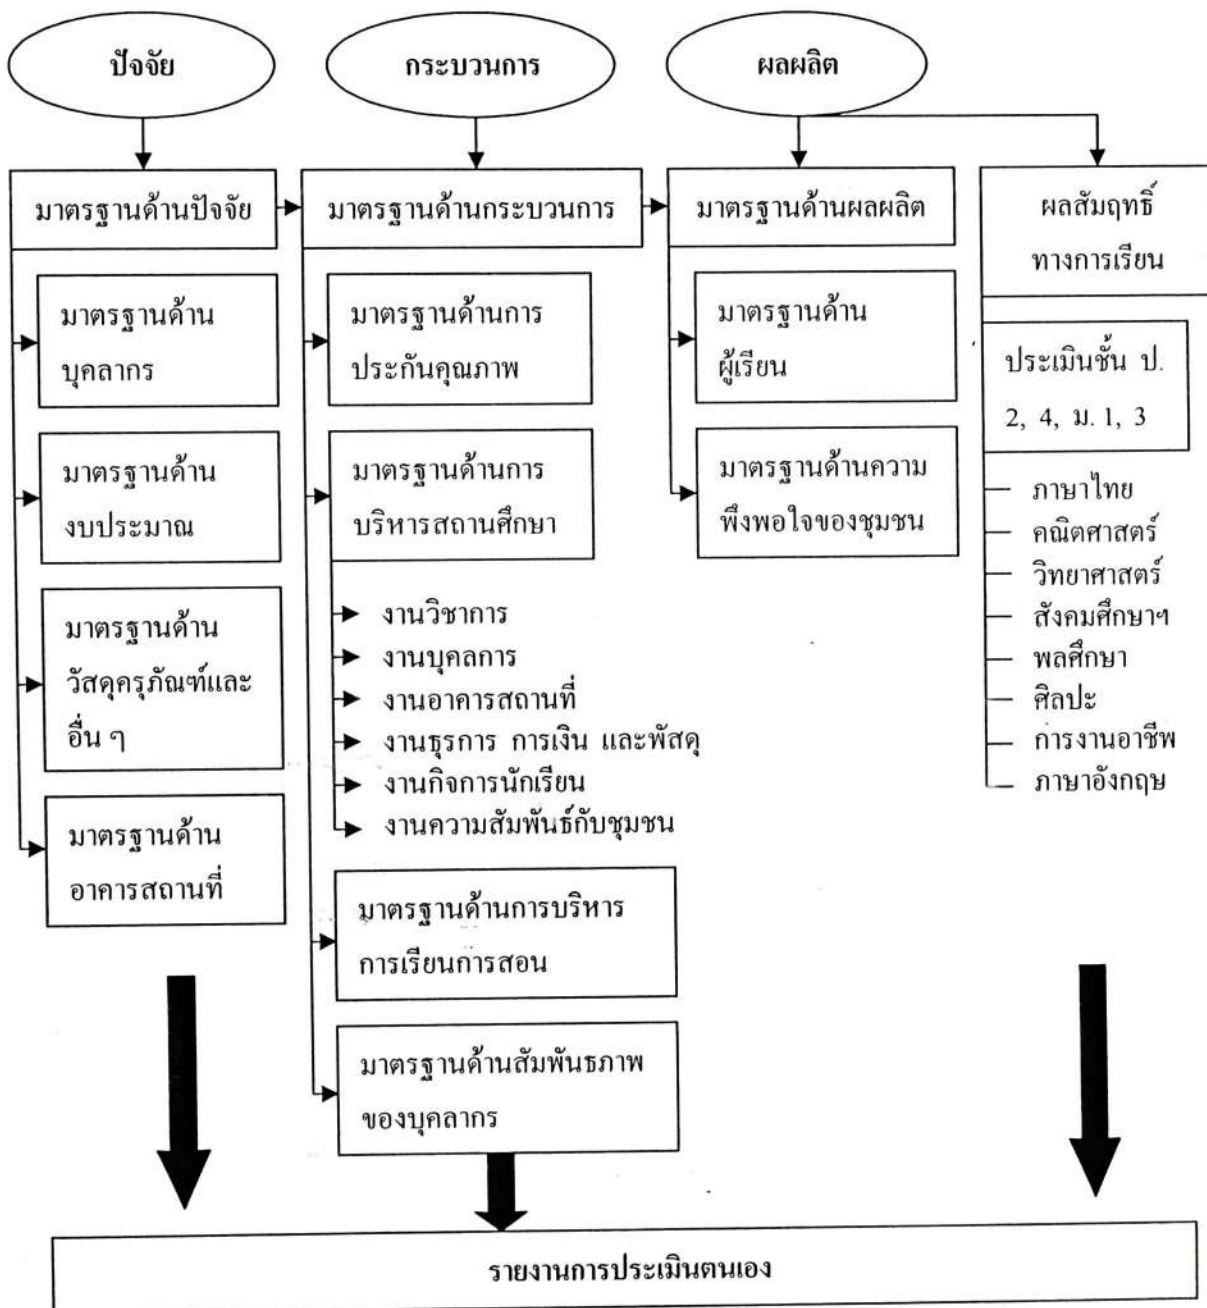 ปัจจัย
กระบวนการ
ผลผลิต
มาตรฐานด้านปัจจัย
มาตรฐานด้านกระบวนการ
มาตรฐานด้านผลผลิต
ผลสัมฤทธิ์
ทางการเรียน
มาตรฐานด้าน
บุคลากร
มาตรฐานด้าน
งบประมาณ
มาตรฐานด้าน
วัสดุครุภัณฑ์และ
อื่น ๆ
มาตรฐานด้าน
อาคารสถานที่
มาตรฐานด้านการ
ประกันคุณภาพ
มาตรฐานด้านการ
บริหารสถานศึกษา
งานวิชาการ
งานบุคลการ
งานอาคารสถานที่
งานธุรการ การเงิน และพัสดุ
งานกิจการนักเรียน
งานความสัมพันธ์กับชุมชน
มาตรฐานด้านการบริหาร
การเรียนการสอน
มาตรฐานด้านสัมพันธภาพ
ของบุคลากร
มาตรฐานด้าน
ผู้เรียน
มาตรฐานด้านความ
พึงพอใจของชุมชน
ประเมินชั้น ป.
2, 4, ม. 1, 3
ภาษาไทย
คณิตศาสตร์
วิทยาศาสตร์
สังคมศึกษาฯ
พลศึกษา
ศิลปะ
การงานอาชีพ
ภาษาอังกฤษ
รายงานการประเมินตนเอง